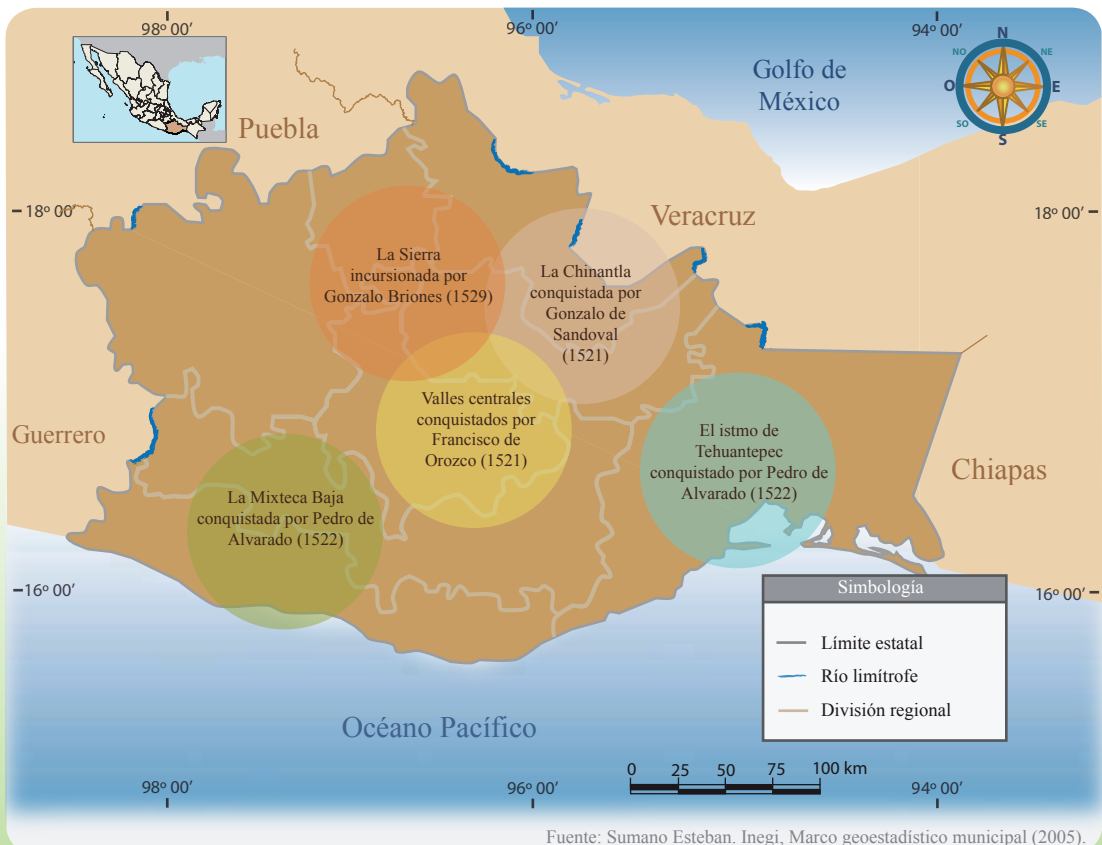 98º 00′
96º 00′
94º 00′
N
NO
NE
O
E
SO
SE
S
Golfo de
México
Puebla
18º 00′
18º 00′
Veracruz
La Sierra
incursionada por
Gonzalo Briones (1529)
La Chinantla
conquistada por
Gonzalo de
Sandoval
(1521)
Valles centrales
conquistados por
Francisco de
Orozco (1521)
El istmo de
Tehuantepec
conquistado por Pedro de
Alvarado (1522)
Guerrero
Chiapas
La Mixteca Baja
conquistada por Pedro de
Alvarado (1522)
16º 00′
16º 00′
Simbología
Límite estatal
Río limítrofe
División regional
Océano Pacífico
0 25 50 75 100 km
98º 00′
96º 00′
94º 00′
Fuente: Sumano Esteban. Inegi, Marco geoestadístico municipal (2005).